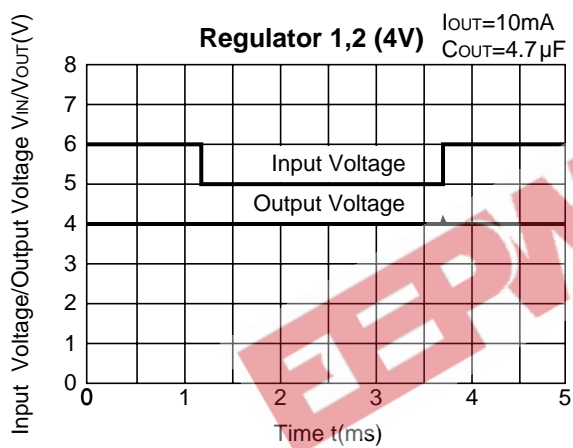 Regulator 1,2 (4V)
IOUT=10mA
COUT=4.7μF
Input Voltage/Output Voltage VIN/VOUT(V)
8
7
6
5
4
3
2
1
0
Input Voltage
Output Voltage
0 1 2 3 4 5
Time t(ms)